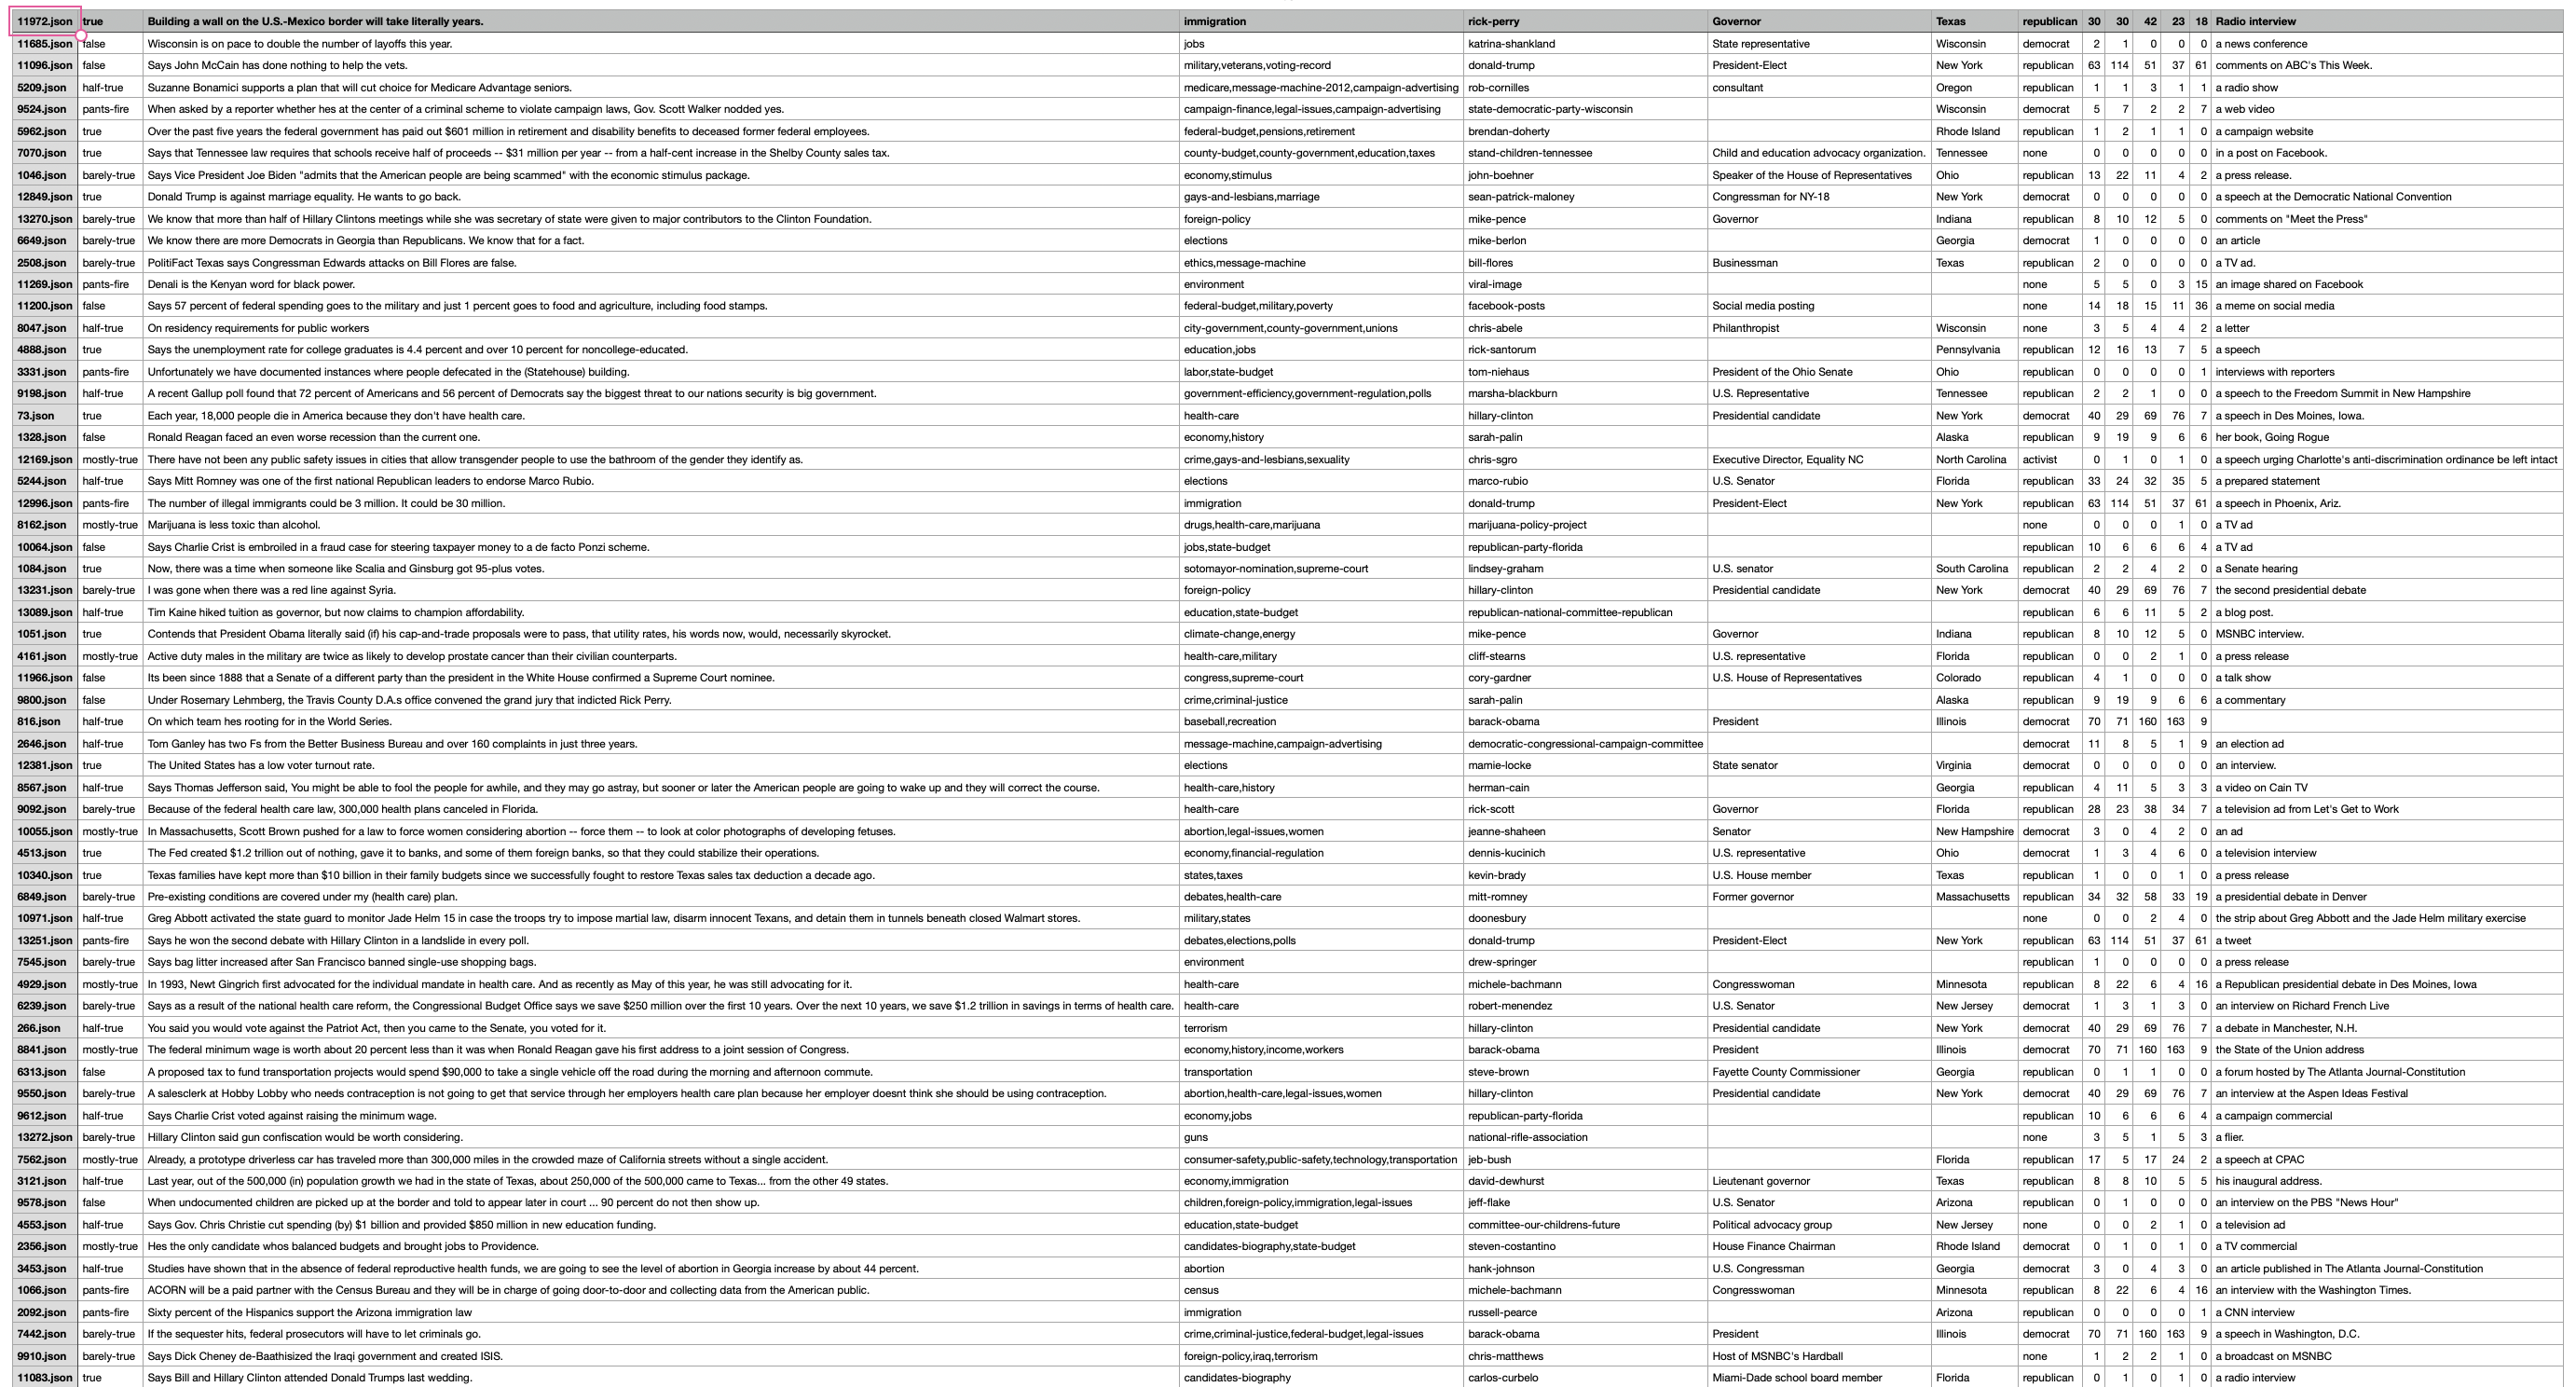 11972.json true Building a wall on the U.S.-Mexico border will take literally years. immigration rick-perry Governor Texas republican 30 30 42 23 18 Radio interview
11685.json false Wisconsin is on pace to double the number of layoffs this year. jobs katrina-shankland State representative Wisconsin democrat 2 1 0 0 0 a news conference
11096.json false Says John McCain has done nothing to help the vets. military,veterans,voting-record donald-trump President-Elect New York republican 63 114 51 37 61 comments on ABC's This Week.
5209.json half-true Suzanne Bonamici supports a plan that will cut choice for Medicare Advantage seniors. medicare,message-machine-2012,campaign-advertising rob-cornilles consultant Oregon republican 1 1 3 1 1 a radio show
9524.json pants-fire When asked by a reporter whether hes at the center of a criminal scheme to violate campaign laws, Gov. Scott Walker nodded yes. campaign-finance,legal-issues,campaign-advertising state-democratic-party-wisconsin Wisconsin democrat 5 7 2 2 7 a web video
5962.json true Over the past five years the federal government has paid out $601 million in retirement and disability benefits to deceased former federal employees. federal-budget,pensions,retirement brendan-doherty Rhode Island republican 1 2 1 1 0 a campaign website
7070.json true Says that Tennessee law requires that schools receive half of proceeds -- $31 million per year -- from a half-cent increase in the Shelby County sales tax. county-budget,county-government,education,taxes stand-children-tennessee Child and education advocacy organization. Tennessee none 0 0 0 0 0 in a post on Facebook.
1046.json barely-true Says Vice President Joe Biden "admits that the American people are being scammed" with the economic stimulus package. economy,stimulus john-boehner Speaker of the House of Representatives Ohio republican 13 22 11 4 2 a press release.
12849.json true Donald Trump is against marriage equality. He wants to go back. gays-and-lesbians,marriage sean-patrick-maloney Congressman for NY-18 New York democrat 0 0 0 0 0 a speech at the Democratic National Convention
13270.json barely-true We know that more than half of Hillary Clintons meetings while she was secretary of state were given to major contributors to the Clinton Foundation. foreign-policy mike-pence Governor Indiana republican 8 10 12 5 0 comments on "Meet the Press"
6649.json barely-true We know there are more Democrats in Georgia than Republicans. We know that for a fact. elections mike-berlon Georgia democrat 1 0 0 0 0 an article
2508.json barely-true PolitiFact Texas says Congressman Edwards attacks on Bill Flores are false. ethics,message-machine bill-flores Businessman Texas republican 2 0 0 0 0 a TV ad.
11269.json pants-fire Denali is the Kenyan word for black power. environment viral-image none 5 5 0 3 15 an image shared on Facebook
11200.json false Says 57 percent of federal spending goes to the military and just 1 percent goes to food and agriculture, including food stamps. federal-budget,military,poverty facebook-posts Social media posting none 14 18 15 11 36 a meme on social media
8047.json half-true On residency requirements for public workers city-government,county-government,unions chris-abele Philanthropist Wisconsin none 3 5 4 4 2 a letter
4888.json true Says the unemployment rate for college graduates is 4.4 percent and over 10 percent for noncollege-educated. education,jobs rick-santorum Pennsylvania republican 12 16 13 7 5 a speech
3331.json pants-fire Unfortunately we have documented instances where people defecated in the (Statehouse) building. labor,state-budget tom-niehaus President of the Ohio Senate Ohio republican 0 0 0 0 1 interviews with reporters
9198.json half-true A recent Gallup poll found that 72 percent of Americans and 56 percent of Democrats say the biggest threat to our nations security is big government. government-efficiency,government-regulation,polls marsha-blackburn U.S. Representative Tennessee republican 2 2 1 0 0 a speech to the Freedom Summit in New Hampshire
73.json true Each year, 18,000 people die in America because they don't have health care. health-care hillary-clinton Presidential candidate New York democrat 40 29 69 76 7 a speech in Des Moines, Iowa.
1328.json false Ronald Reagan faced an even worse recession than the current one. economy,history sarah-palin Alaska republican 9 19 9 6 6 her book, Going Rogue
12169.json mostly-true There have not been any public safety issues in cities that allow transgender people to use the bathroom of the gender they identify as. crime,gays-and-lesbians,sexuality chris-sgro Executive Director, Equality NC North Carolina activist 0 1 0 1 0 a speech urging Charlotte's anti-discrimination ordinance be left intact
5244.json half-true Says Mitt Romney was one of the first national Republican leaders to endorse Marco Rubio. elections marco-rubio U.S. Senator Florida republican 33 24 32 35 5 a prepared statement
12996.json pants-fire The number of illegal immigrants could be 3 million. It could be 30 million. immigration donald-trump President-Elect New York republican 63 114 51 37 61 a speech in Phoenix, Ariz.
8162.json mostly-true Marijuana is less toxic than alcohol. drugs,health-care,marijuana marijuana-policy-project none 0 0 0 1 0 a TV ad
10064.json false Says Charlie Crist is embroiled in a fraud case for steering taxpayer money to a de facto Ponzi scheme. jobs,state-budget republican-party-florida republican 10 6 6 6 4 a TV ad
1084.json true Now, there was a time when someone like Scalia and Ginsburg got 95-plus votes. sotomayor-nomination,supreme-court lindsey-graham U.S. senator South Carolina republican 2 2 4 2 0 a Senate hearing
13231.json barely-true I was gone when there was a red line against Syria. foreign-policy hillary-clinton Presidential candidate New York democrat 40 29 69 76 7 the second presidential debate
13089.json half-true Tim Kaine hiked tuition as governor, but now claims to champion affordability. education,state-budget republican-national-committee-republican republican 6 6 11 5 2 a blog post.
1051.json true Contends that President Obama literally said (if) his cap-and-trade proposals were to pass, that utility rates, his words now, would, necessarily skyrocket. climate-change,energy mike-pence Governor Indiana republican 8 10 12 5 0 MSNBC interview.
4161.json mostly-true Active duty males in the military are twice as likely to develop prostate cancer than their civilian counterparts. health-care,military cliff-stearns U.S. representative Florida republican 0 0 2 1 0 a press release
11966.json false Its been since 1888 that a Senate of a different party than the president in the White House confirmed a Supreme Court nominee. congress,supreme-court cory-gardner U.S. House of Representatives Colorado republican 4 1 0 0 0 a talk show
9800.json false Under Rosemary Lehmberg, the Travis County D.A.s office convened the grand jury that indicted Rick Perry. crime,criminal-justice sarah-palin Alaska republican 9 19 9 6 6 a commentary
816.json half-true On which team hes rooting for in the World Series. baseball,recreation barack-obama President Illinois democrat 70 71 160 163 9
2646.json half-true Tom Ganley has two Fs from the Better Business Bureau and over 160 complaints in just three years. message-machine,campaign-advertising democratic-congressional-campaign-committee democrat 11 8 5 1 9 an election ad
12381.json true The United States has a low voter turnout rate. elections mamie-locke State senator Virginia democrat 0 0 0 0 0 an interview.
8567.json half-true Says Thomas Jefferson said, You might be able to fool the people for awhile, and they may go astray, but sooner or later the American people are going to wake up and they will correct the course. health-care,history herman-cain Georgia republican 4 11 5 3 3 a video on Cain TV
9092.json barely-true Because of the federal health care law, 300,000 health plans canceled in Florida. health-care rick-scott Governor Florida republican 28 23 38 34 7 a television ad from Let's Get to Work
10055.json mostly-true In Massachusetts, Scott Brown pushed for a law to force women considering abortion -- force them -- to look at color photographs of developing fetuses. abortion,legal-issues,women jeanne-shaheen Senator New Hampshire democrat 3 0 4 2 0 an ad
4513.json true The Fed created $1.2 trillion out of nothing, gave it to banks, and some of them foreign banks, so that they could stabilize their operations. economy,financial-regulation dennis-kucinich U.S. representative Ohio democrat 1 3 4 6 0 a television interview
10340.json true Texas families have kept more than $10 billion in their family budgets since we successfully fought to restore Texas sales tax deduction a decade ago. states,taxes kevin-brady U.S. House member Texas republican 1 0 0 1 0 a press release
6849.json barely-true Pre-existing conditions are covered under my (health care) plan. debates,health-care mitt-romney Former governor Massachusetts republican 34 32 58 33 19 a presidential debate in Denver
10971.json half-true Greg Abbott activated the state guard to monitor Jade Helm 15 in case the troops try to impose martial law, disarm innocent Texans, and detain them in tunnels beneath closed Walmart stores. military,states doonesbury none 0 0 2 4 0 the strip about Greg Abbott and the Jade Helm military exercise
13251.json pants-fire Says he won the second debate with Hillary Clinton in a landslide in every poll. debates,elections,polls donald-trump President-Elect New York republican 63 114 51 37 61 a tweet
7545.json barely-true Says bag litter increased after San Francisco banned single-use shopping bags. environment drew-springer republican 1 0 0 0 0 a press release
4929.json mostly-true In 1993, Newt Gingrich first advocated for the individual mandate in health care. And as recently as May of this year, he was still advocating for it. health-care michele-bachmann Congresswoman Minnesota republican 8 22 6 4 16 a Republican presidential debate in Des Moines, Iowa
6239.json barely-true Says as a result of the national health care reform, the Congressional Budget Office says we save $250 million over the first 10 years. Over the next 10 years, we save $1.2 trillion in savings in terms of health care. health-care robert-menendez U.S. Senator New Jersey democrat 1 3 1 3 0 an interview on Richard French Live
266.json half-true You said you would vote against the Patriot Act, then you came to the Senate, you voted for it. terrorism hillary-clinton Presidential candidate New York democrat 40 29 69 76 7 a debate in Manchester, N.H.
8841.json mostly-true The federal minimum wage is worth about 20 percent less than it was when Ronald Reagan gave his first address to a joint session of Congress. economy,history,income,workers barack-obama President Illinois democrat 70 71 160 163 9 the State of the Union address
6313.json false A proposed tax to fund transportation projects would spend $90,000 to take a single vehicle off the road during the morning and afternoon commute. transportation steve-brown Fayette County Commissioner Georgia republican 0 1 1 0 0 a forum hosted by The Atlanta Journal-Constitution
9550.json barely-true A salesclerk at Hobby Lobby who needs contraception is not going to get that service through her employers health care plan because her employer doesnt think she should be using contraception. abortion,health-care,legal-issues,women hillary-clinton Presidential candidate New York democrat 40 29 69 76 7 an interview at the Aspen Ideas Festival
9612.json half-true Says Charlie Crist voted against raising the minimum wage. economy,jobs republican-party-florida republican 10 6 6 6 4 a campaign commercial
13272.json barely-true Hillary Clinton said gun confiscation would be worth considering. guns national-rifle-association none 3 5 1 5 3 a flier.
7562.json mostly-true Already, a prototype driverless car has traveled more than 300,000 miles in the crowded maze of California streets without a single accident. consumer-safety,public-safety,technology,transportation jeb-bush Florida republican 17 5 17 24 2 a speech at CPAC
3121.json half-true Last year, out of the 500,000 (in) population growth we had in the state of Texas, about 250,000 of the 500,000 came to Texas... from the other 49 states. economy,immigration david-dewhurst Lieutenant governor Texas republican 8 8 10 5 5 his inaugural address.
9578.json false When undocumented children are picked up at the border and told to appear later in court ... 90 percent do not then show up. children,foreign-policy,immigration,legal-issues jeff-flake U.S. Senator Arizona republican 0 1 0 0 0 an interview on the PBS "News Hour"
4553.json half-true Says Gov. Chris Christie cut spending (by) $1 billion and provided $850 million in new education funding. education,state-budget committee-our-childrens-future Political advocacy group New Jersey none 0 0 2 1 0 a television ad
2356.json mostly-true Hes the only candidate whos balanced budgets and brought jobs to Providence. candidates-biography,state-budget steven-costantino House Finance Chairman Rhode Island democrat 0 1 0 1 0 a TV commercial
3453.json half-true Studies have shown that in the absence of federal reproductive health funds, we are going to see the level of abortion in Georgia increase by about 44 percent. abortion hank-johnson U.S. Congressman Georgia democrat 3 0 4 3 0 an article published in The Atlanta Journal-Constitution
1066.json pants-fire ACORN will be a paid partner with the Census Bureau and they will be in charge of going door-to-door and collecting data from the American public. census michele-bachmann Congresswoman Minnesota republican 8 22 6 4 16 an interview with the Washington Times.
2092.json pants-fire Sixty percent of the Hispanics support the Arizona immigration law immigration russell-pearce Arizona republican 0 0 0 0 1 a CNN interview
7442.json barely-true If the sequester hits, federal prosecutors will have to let criminals go. crime,criminal-justice,federal-budget,legal-issues barack-obama President Illinois democrat 70 71 160 163 9 a speech in Washington, D.C.
9910.json barely-true Says Dick Cheney de-Baathisized the Iraqi government and created ISIS. foreign-policy,iraq,terrorism chris-matthews Host of MSNBC's Hardball none 1 2 2 1 0 a broadcast on MSNBC
11083.json true Says Bill and Hillary Clinton attended Donald Trumps last wedding. candidates-biography carlos-curbelo Miami-Dade school board member Florida republican 0 1 0 1 0 a radio interview